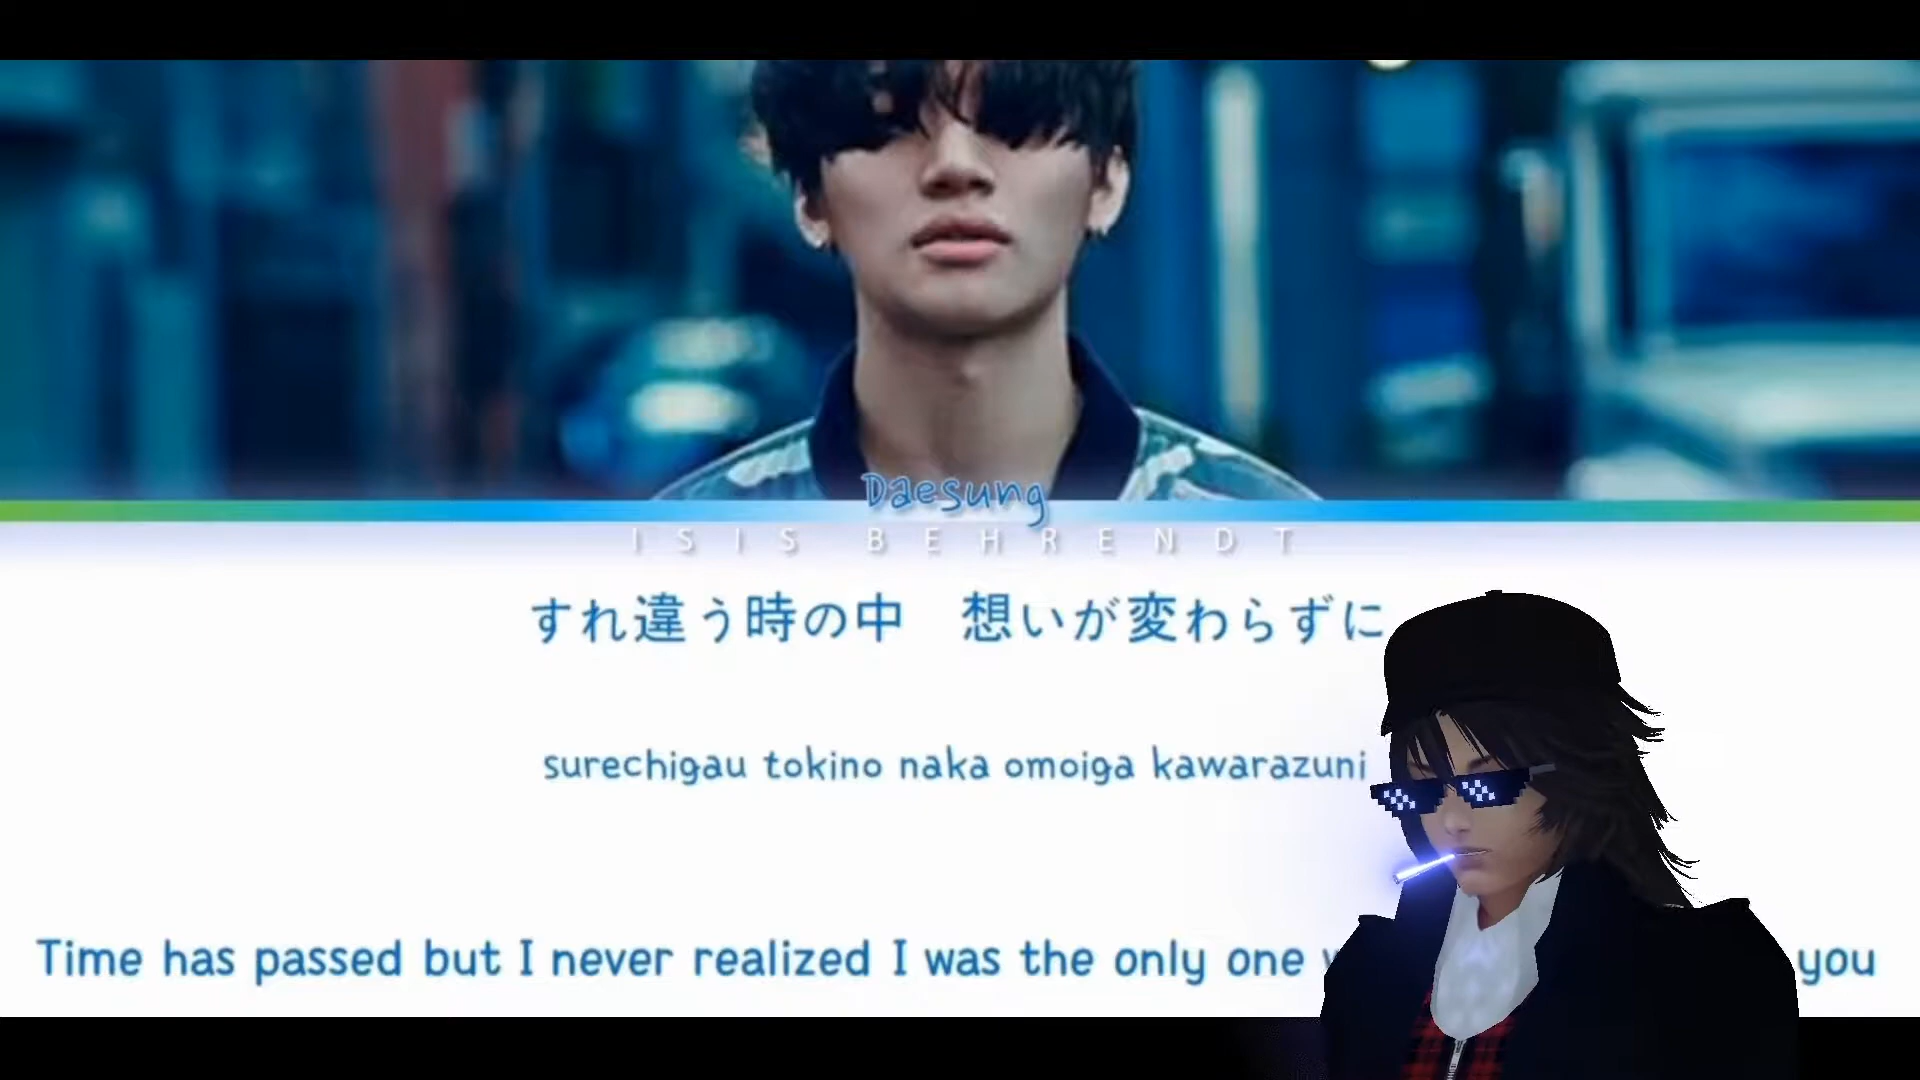 Daesung
ISIS BEHRENDT
すれ違う時の中　想いが変わらずに
surechigau tokino naka omoiga kawarazuni
Time has passed but I never realized I was the only one you